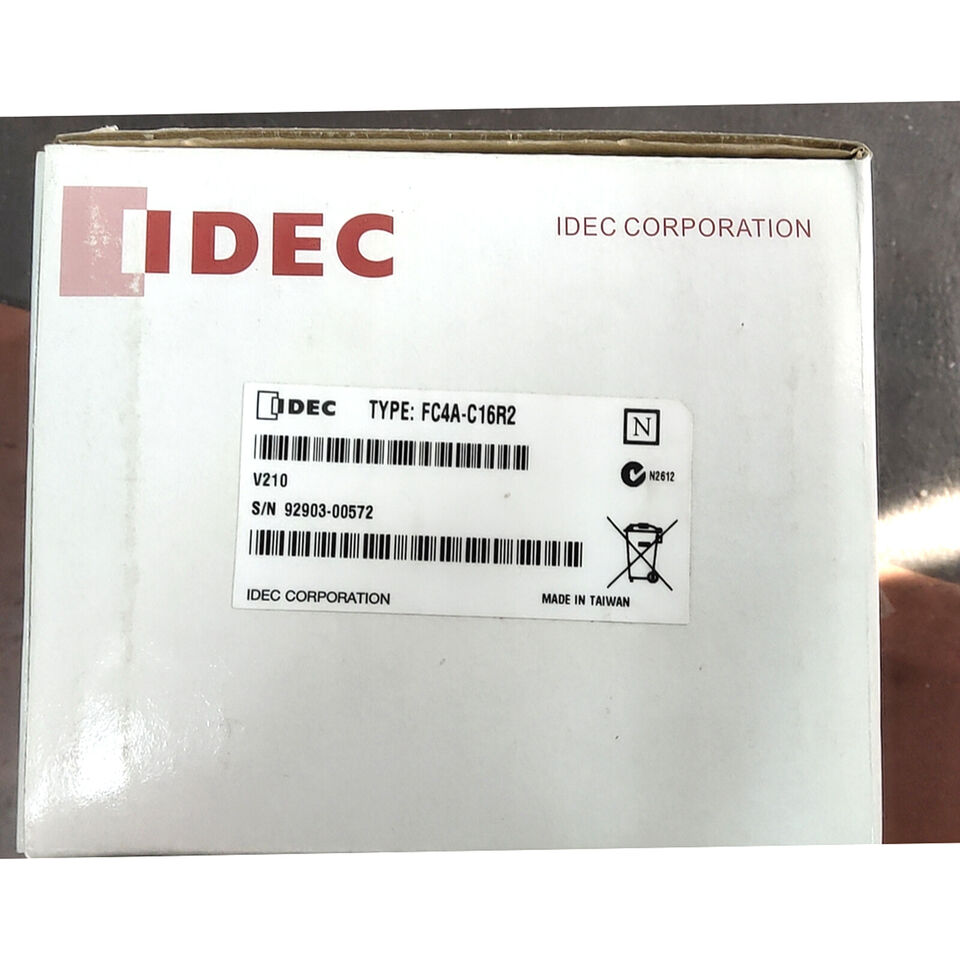 IDEC
IDEC CORPORATION
IDEC TYPE: FC4A-C16R2
N
N2612
V210
S/N 92903-00572
IDEC CORPORATION
MADE IN TAIWAN